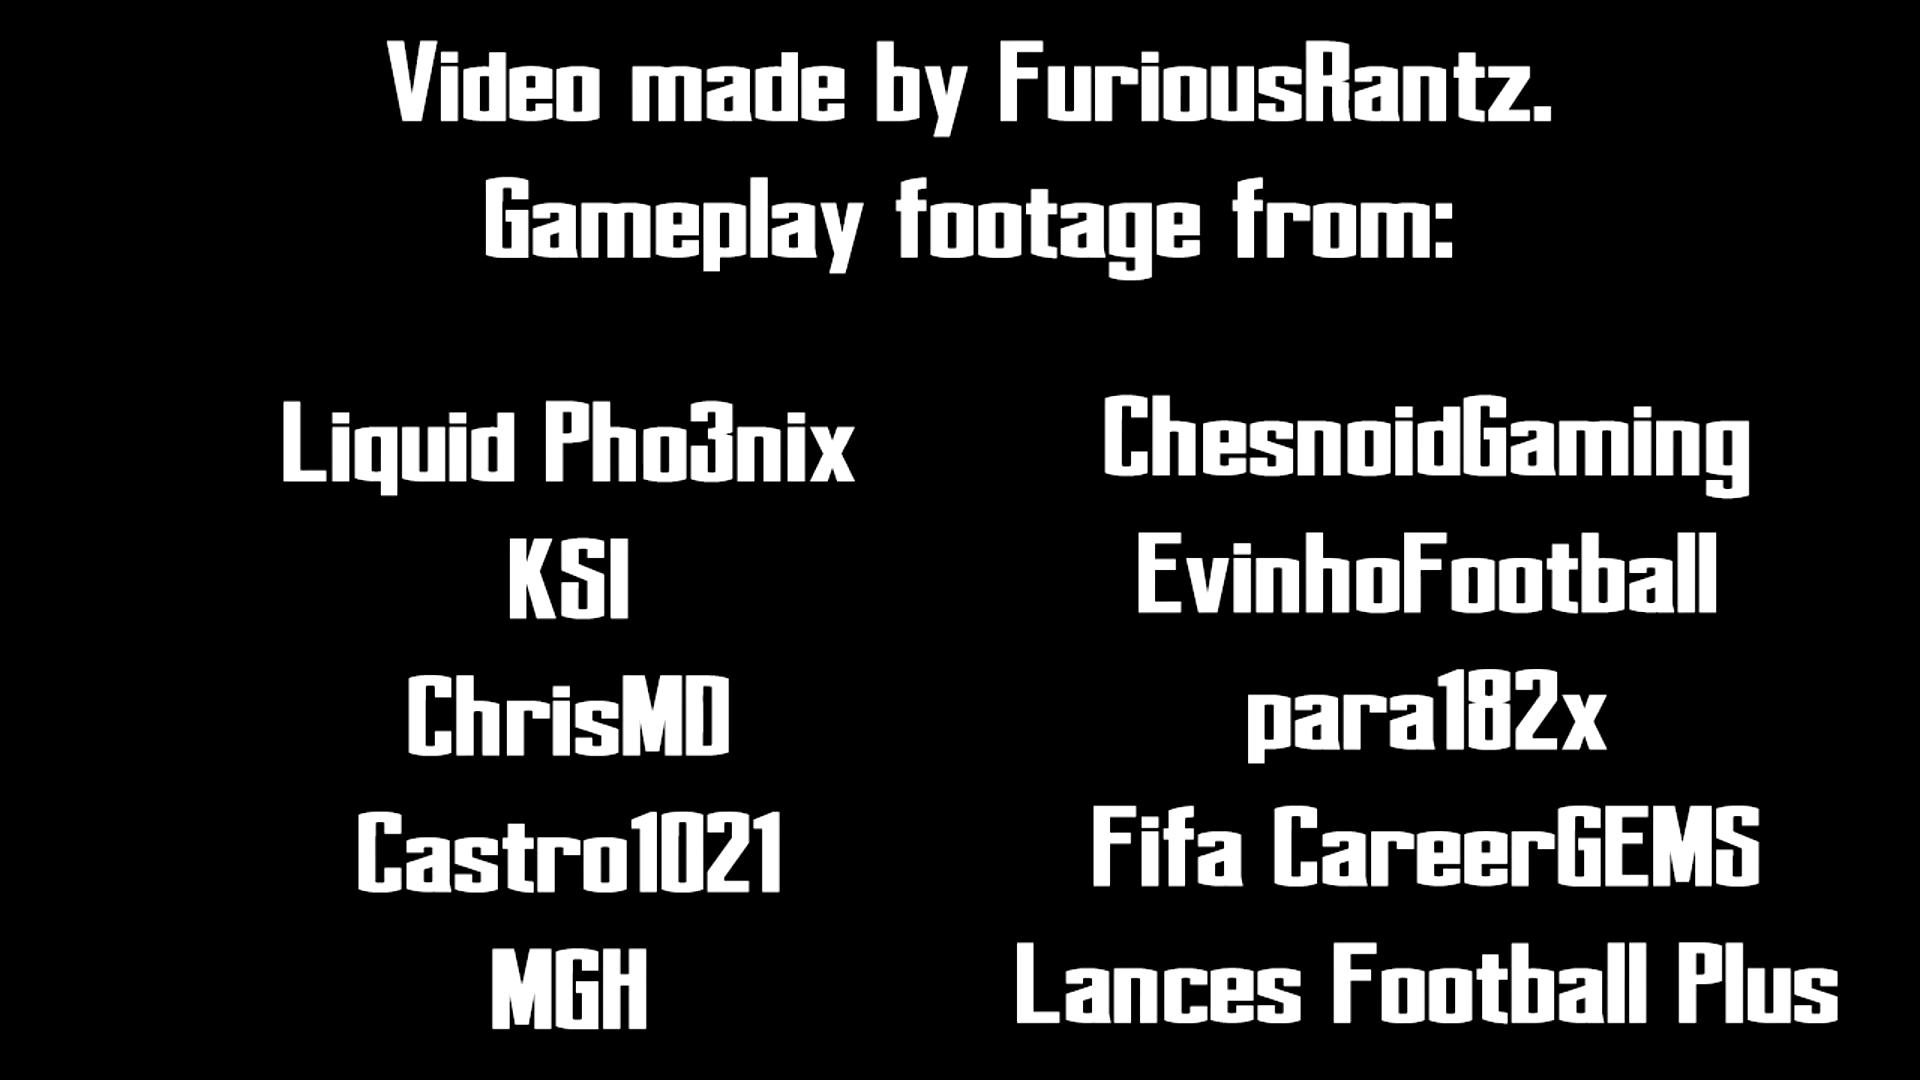 Video made by FuriousRantz.
Gameplay footage from:
Liquid Pho3nix
KSI
ChrisMD
Castro1021
MGH
ChesnoidGaming
EvinhoFootball
para182x
Fifa CareerGEMS
Lances Football Plus